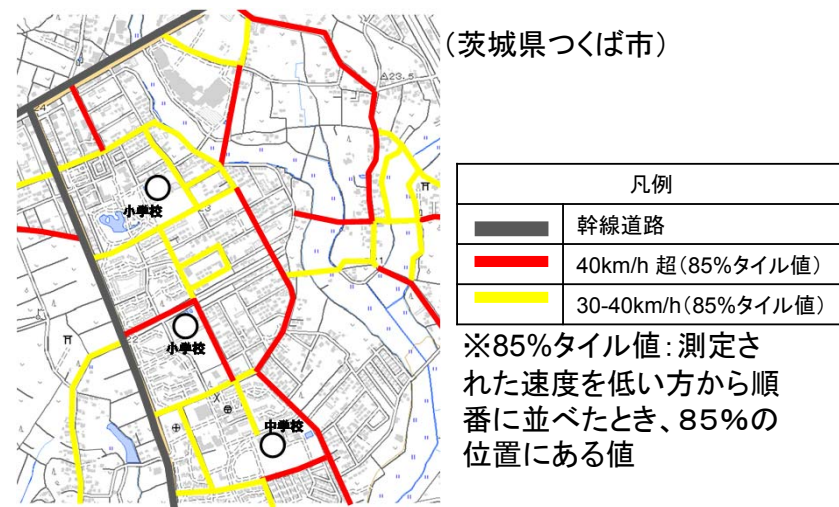 (茨城県つくば市)
△23.5
小学校
23
小学校
中学校
凡例
幹線道路
40km/h 超(85%タイル値)
30-40km/h(85%タイル値)
※85%タイル値:測定さ
れた速度を低い方から順
番に並べたとき、85%の
位置にある値